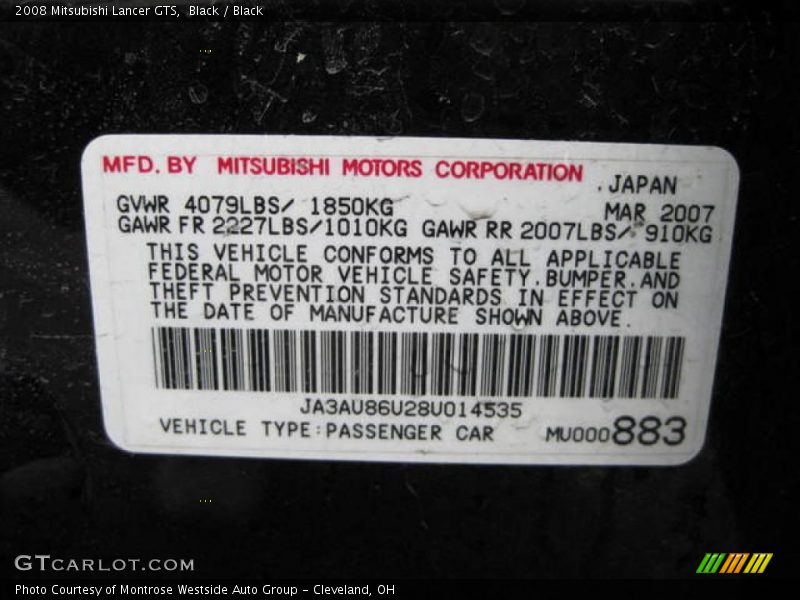 2008 Mitsubishi Lancer GTS, Black / Black
MFD. BY MITSUBISHI MOTORS CORPORATION
JAPAN
GVWR 4079LBS/ 1850KG MAR 2007
GAWR FR 2227LBS/1010KG GAWR RR 2007LBS/ 910KG
THIS VEHICLE CONFORMS TO ALL APPLICABLE
FEDERAL MOTOR VEHICLE SAFETY, BUMPER, AND
THEFT PREVENTION STANDARDS IN EFFECT ON
THE DATE OF MANUFACTURE SHOWN ABOVE.
JA3AU86U28U014535
VEHICLE TYPE:PASSENGER CAR MU000883
GTCARLOT.COM
Photo Courtesy of Montrose Westside Auto Group - Cleveland, OH